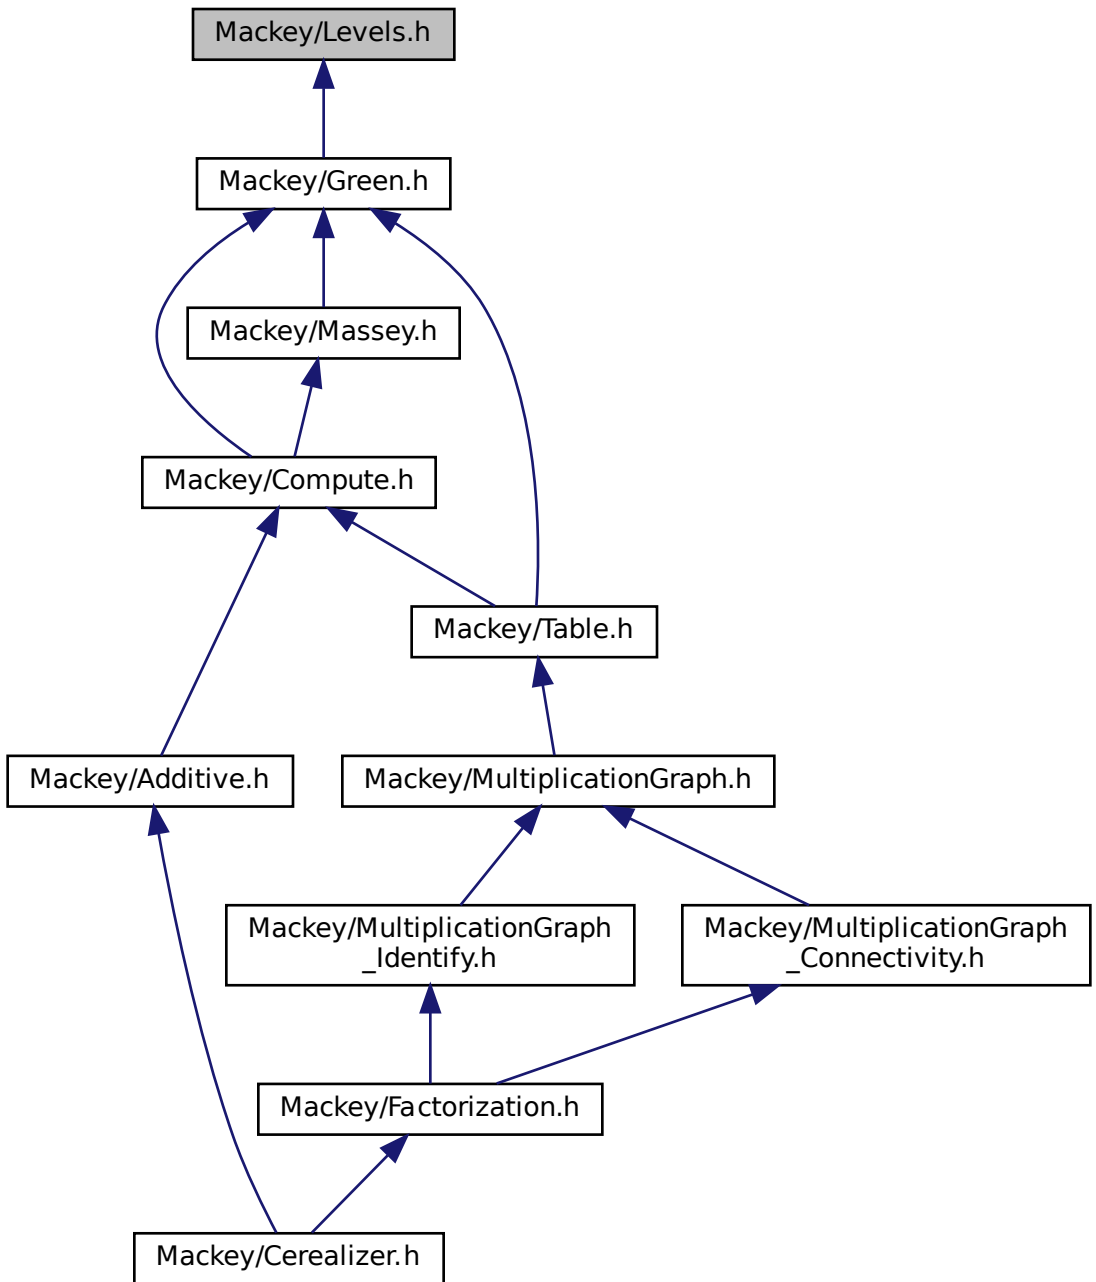 Mackey/Levels.h
Mackey/Green.h
Mackey/Massey.h
Mackey/Compute.h
Mackey/Table.h
Mackey/Additive.h
Mackey/MultiplicationGraph.h
Mackey/MultiplicationGraph
_Identify.h
Mackey/MultiplicationGraph
_Connectivity.h
Mackey/Factorization.h
Mackey/Cerealizer.h